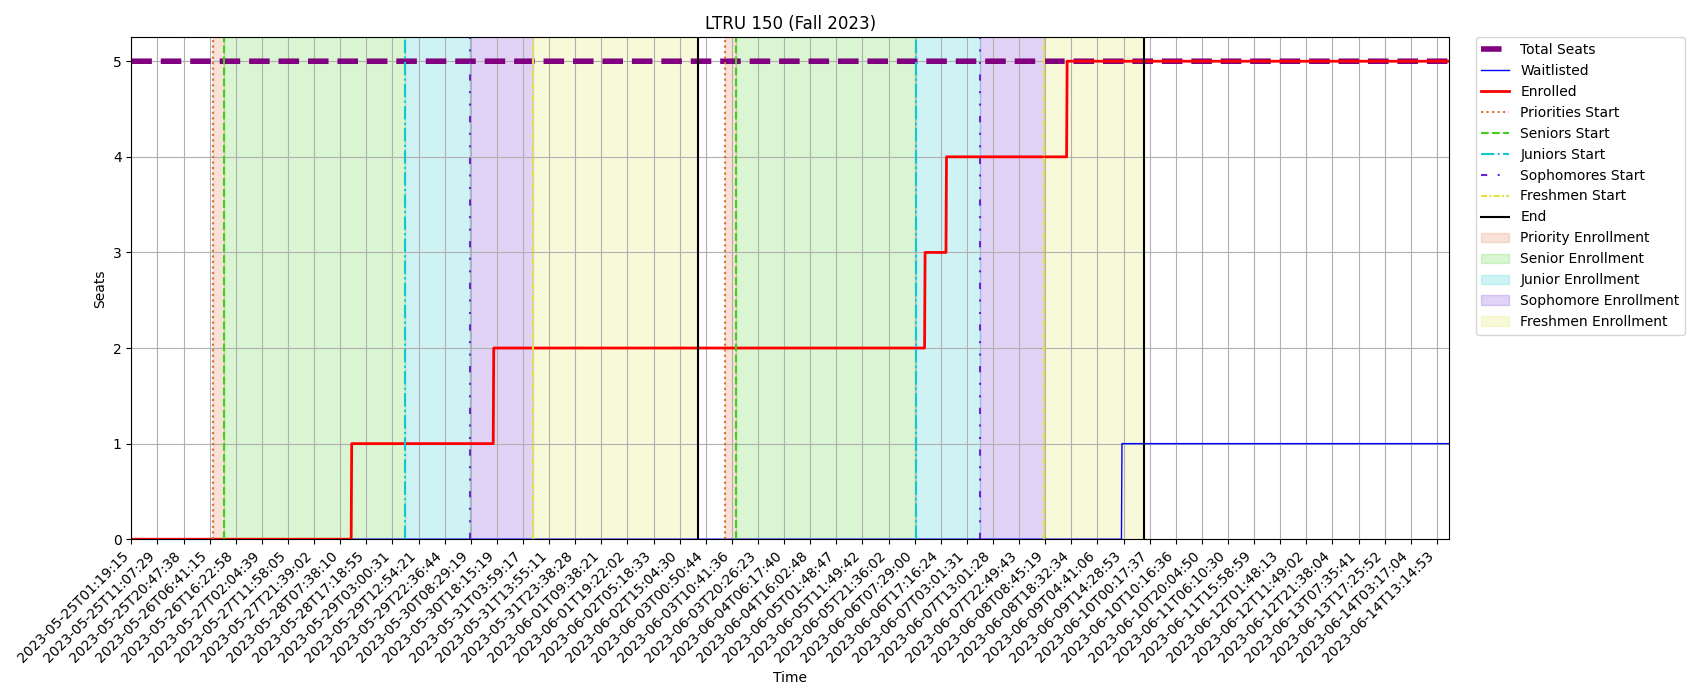 LTRU 150 (Fall 2023)
Seats
5
4
3
2
1
0
2023-05-25T01:19:15
2023-05-25T11:07:29
2023-05-25T20:47:38
2023-05-26T06:41:15
2023-05-26T16:22:58
2023-05-27T02:04:39
2023-05-27T11:58:05
2023-05-27T21:39:02
2023-05-28T07:38:10
2023-05-28T17:18:55
2023-05-29T03:00:31
2023-05-29T12:54:21
2023-05-29T22:36:44
2023-05-30T08:29:19
2023-05-30T18:15:19
2023-05-31T03:59:17
2023-05-31T13:55:11
2023-05-31T23:38:28
2023-06-01T09:38:21
2023-06-01T19:22:02
2023-06-02T05:18:33
2023-06-02T15:04:30
2023-06-03T00:50:44
2023-06-03T10:41:36
2023-06-03T20:26:23
2023-06-04T06:17:40
2023-06-04T16:02:48
2023-06-05T01:48:47
2023-06-05T11:49:42
2023-06-05T21:36:02
2023-06-06T07:29:00
2023-06-06T17:16:24
2023-06-07T03:01:31
2023-06-07T13:01:28
2023-06-07T22:49:43
2023-06-08T08:45:19
2023-06-08T18:32:34
2023-06-09T04:41:06
2023-06-09T14:28:53
2023-06-10T00:17:37
2023-06-10T10:16:36
2023-06-10T20:04:50
2023-06-11T06:10:30
2023-06-11T15:58:59
2023-06-12T01:48:13
2023-06-12T11:49:02
2023-06-12T21:38:04
2023-06-13T07:35:41
2023-06-13T17:25:52
2023-06-14T03:17:04
2023-06-14T13:14:53
Time
Total Seats
Waitlisted
Enrolled
Priorities Start
Seniors Start
Juniors Start
Sophomores Start
Freshmen Start
End
Priority Enrollment
Senior Enrollment
Junior Enrollment
Sophomore Enrollment
Freshmen Enrollment